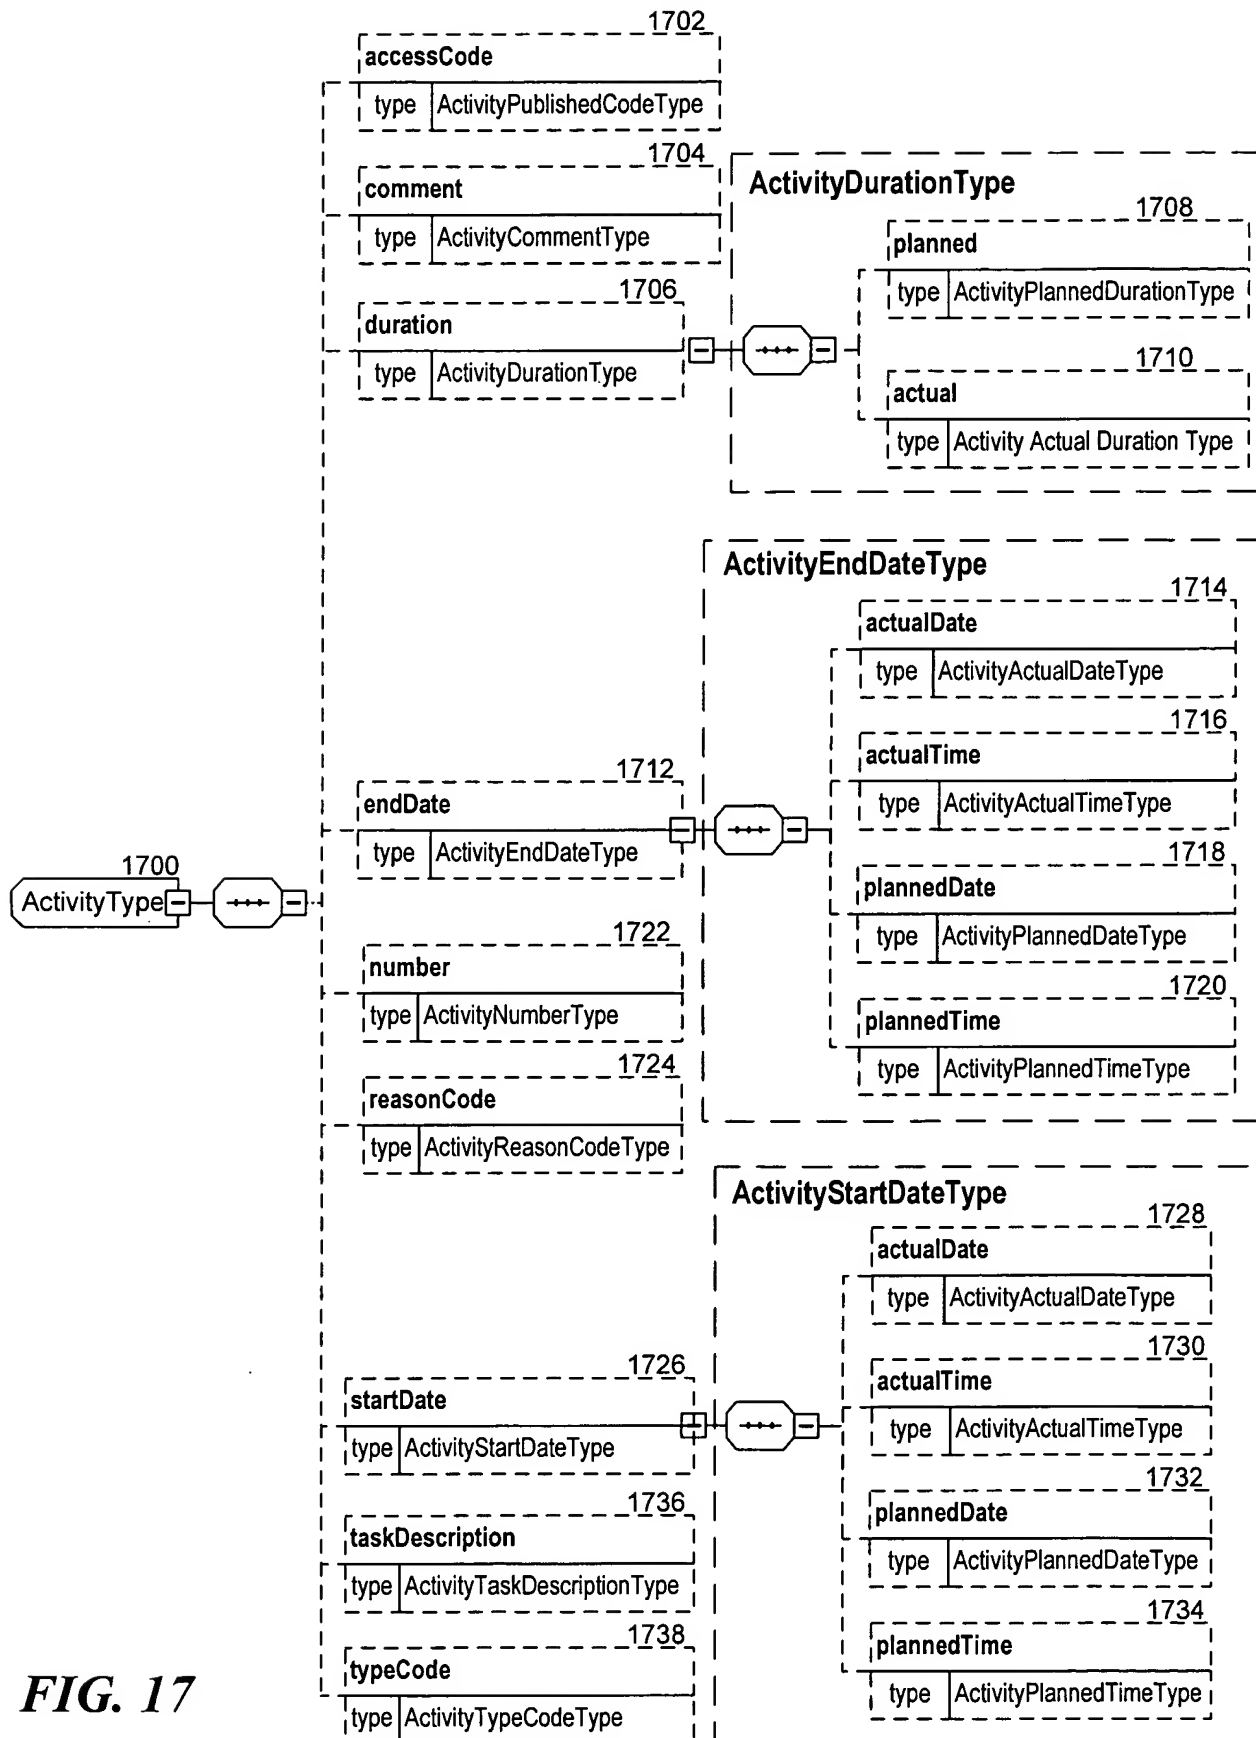 1702
accessCode
type ActivityPublishedCodeType
1704
comment
type ActivityCommentType
1706
duration
type ActivityDurationType
ActivityDurationType
1708
planned
type ActivityPlannedDurationType
1710
actual
type Activity Actual Duration Type
1700
ActivityType
1712
endDate
type ActivityEndDateType
ActivityEndDateType
1714
actualDate
type ActivityActualDateType
1716
actualTime
type ActivityActualTimeType
1718
plannedDate
type ActivityPlannedDateType
1720
plannedTime
type ActivityPlannedTimeType
1722
number
type ActivityNumberType
1724
reasonCode
type ActivityReasonCodeType
1726
startDate
type ActivityStartDateType
ActivityStartDateType
1728
actualDate
type ActivityActualDateType
1730
actualTime
type ActivityActualTimeType
1732
plannedDate
type ActivityPlannedDateType
1734
plannedTime
type ActivityPlannedTimeType
1736
taskDescription
type ActivityTaskDescriptionType
1738
typeCode
type ActivityTypeCodeType
FIG. 17